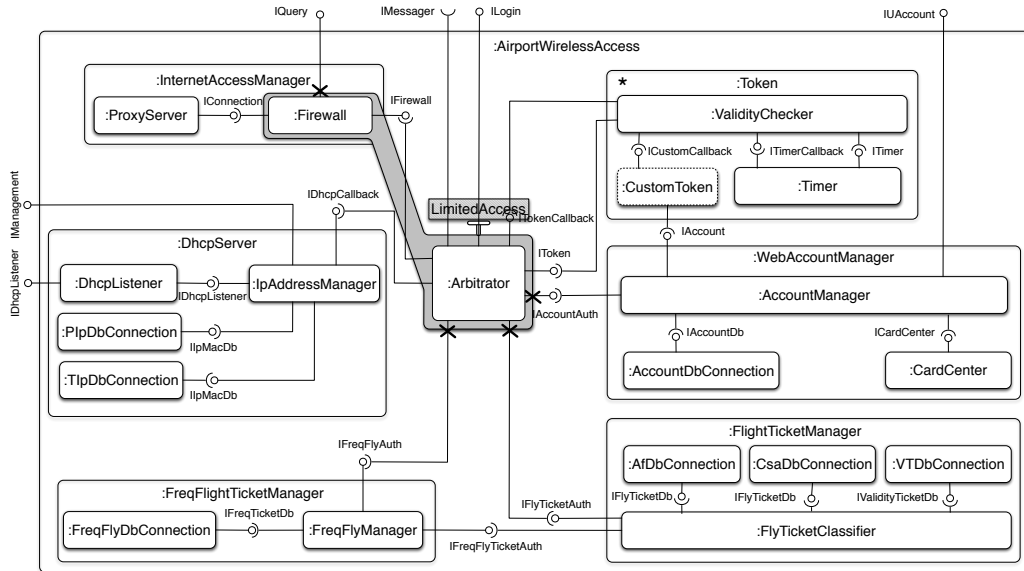 IQuery
IMessager
ILogin
IUAccount
:AirportWirelessAccess
:InternetAccessManager
:ProxyServer
IConnection
:Firewall
IFirewall
*
:Token
:ValidityChecker
ICustomCallback
ITimerCallback
ITimer
:CustomToken
:Timer
IManagement
IDhcpListener
IDhcpCallback
LimitedAccess
ITokenCallback
IAccount
:DhcpServer
:DhcpListener
IDhcpListener
:IpAddressManager
:PIpDbConnection
IIpMacDb
:TIpDbConnection
IIpMacDb
:Arbitrator
IToken
IAccountAuth
:WebAccountManager
:AccountManager
IAccountDb
ICardCenter
:AccountDbConnection
:CardCenter
IFreqFlyAuth
:FreqFlightTicketManager
:FreqFlyDbConnection
IFreqTicketDb
:FreqFlyManager
IFreqFlyTicketAuth
IFlyTicketAuth
:FlightTicketManager
:AfDbConnection
:CsaDbConnection
:VTDbConnection
IFlyTicketDb
IFlyTicketDb
IValidityTicketDb
:FlyTicketClassifier